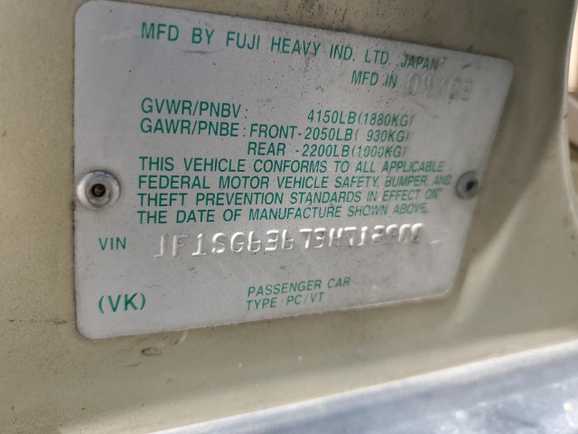 MFD BY FUJI HEAVY IND. LTD. JAPAN
MFD IN
GVWR/PNBV: 4150LB(1880KG)
GAWR/PNBE: FRONT-2050LB( 930KG)
REAR -2200LB(1000KG)
THIS VEHICLE CONFORMS TO ALL APPLICABLE
FEDERAL MOTOR VEHICLE SAFETY, BUMPER, AND
THEFT PREVENTION STANDARDS IN EFFECT ON
THE DATE OF MANUFACTURE SHOWN ABOVE.
VIN
(VK)
PASSENGER CAR
TYPE: PC/VT